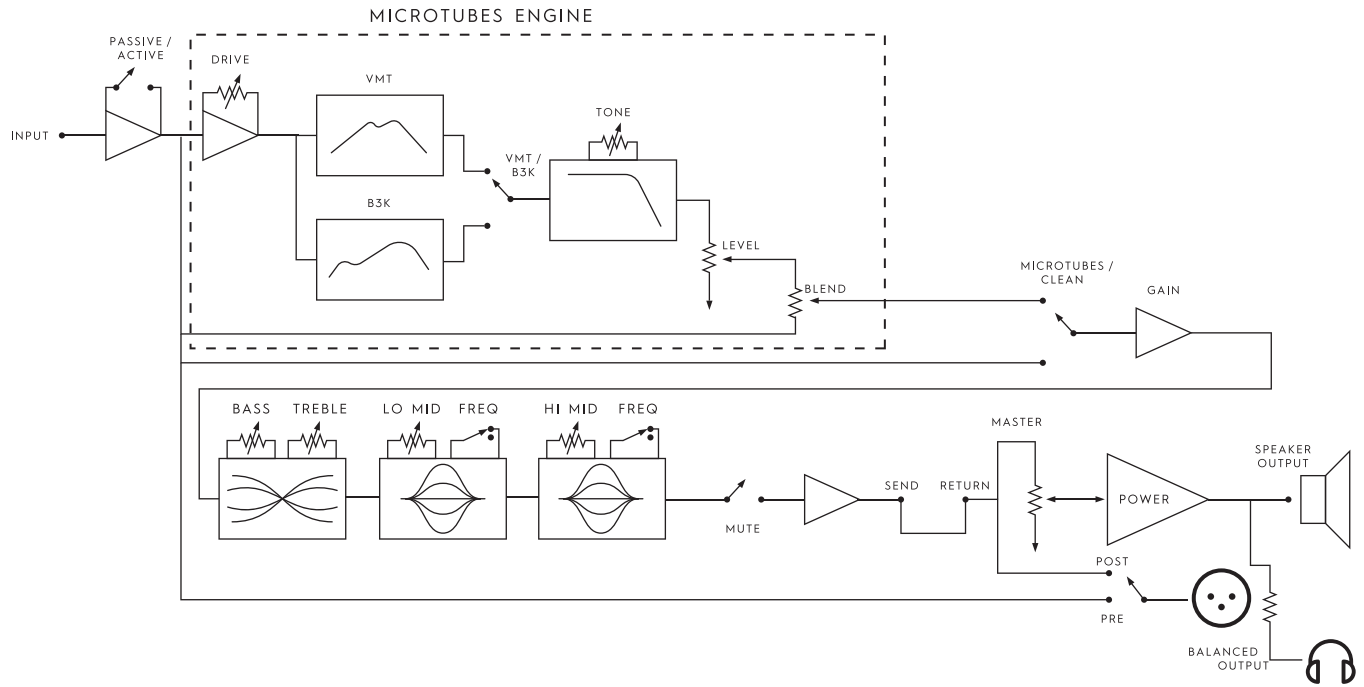 MICROTUBES ENGINE
PASSIVE /
ACTIVE
DRIVE
VMT
TONE
INPUT
VMT /
B3K
B3K
LEVEL
BLEND
MICROTUBES /
CLEAN
GAIN
BASS
TREBLE
LO MID
FREQ
HI MID
FREQ
MASTER
SPEAKER
OUTPUT
SEND
RETURN
POWER
MUTE
POST
PRE
BALANCED
OUTPUT